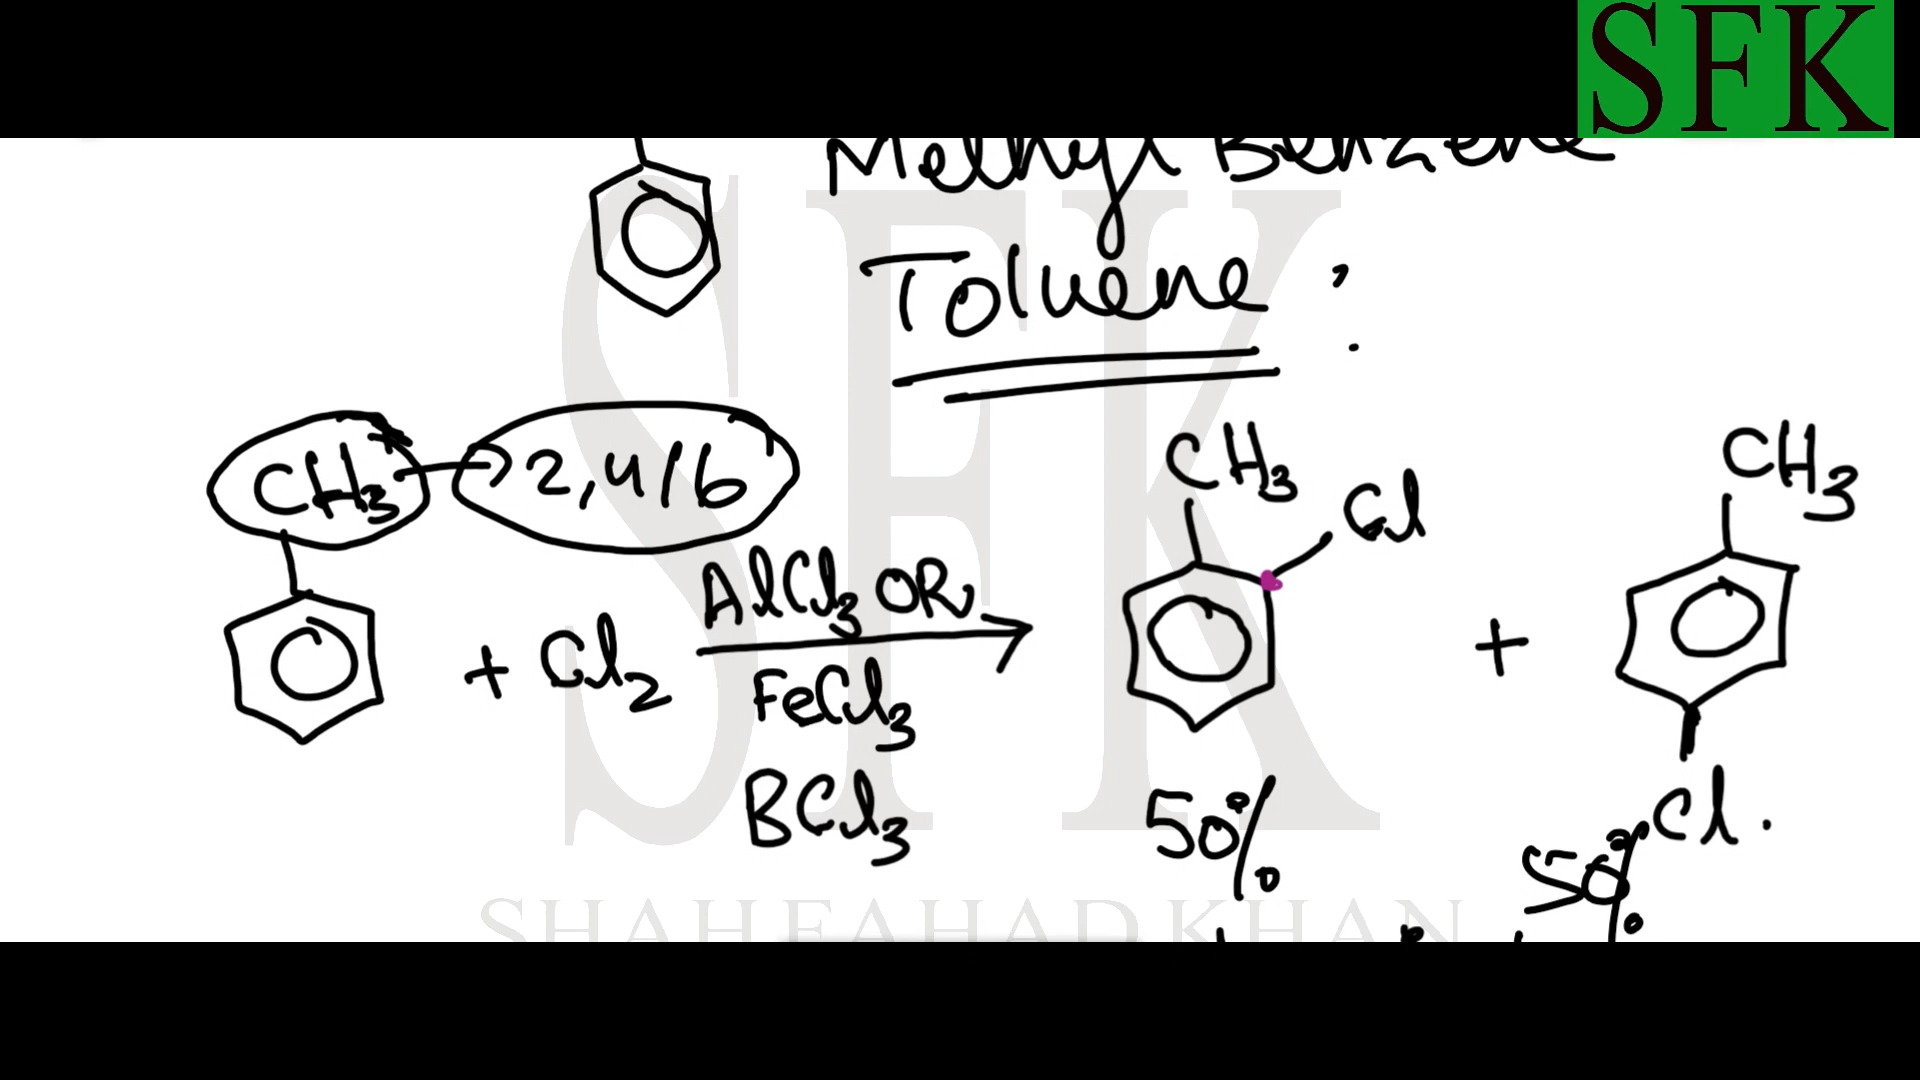 SFK
Methyl Benzene
Toluene :
CH3 → 2,4/6
CH3
Cl
CH3
+ Cl2
AlCl3 OR
FeCl3
BCl3
+
Cl.
50%
50%
SFK
SHAH FAHAD KHAN